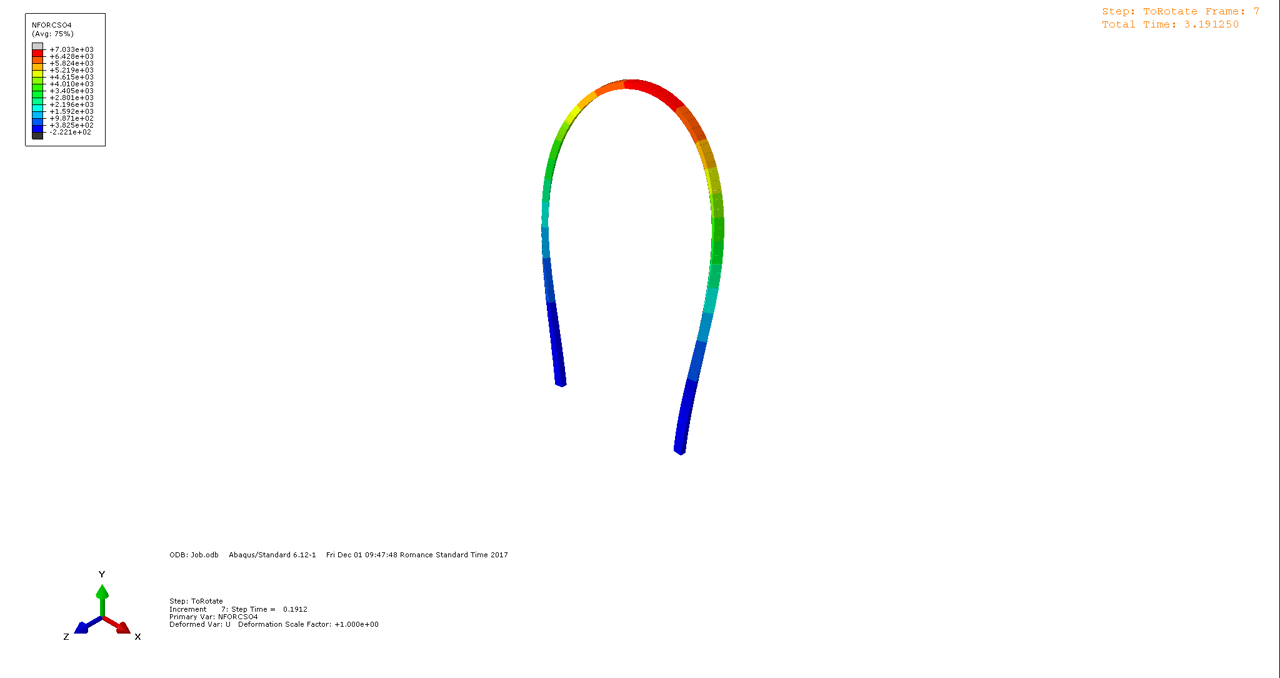 NFORCSO4
(Avg: 75%)
+7.033e+03
+6.428e+03
+5.824e+03
+5.219e+03
+4.615e+03
+4.010e+03
+3.405e+03
+2.801e+03
+2.196e+03
+1.592e+03
+9.871e+02
+3.825e+02
-2.221e+02
Step: ToRotate Frame: 7
Total Time: 3.191250
ODB: Job.odb Abaqus/Standard 6.12-1 Fri Dec 01 09:47:48 Romance Standard Time 2017
Y
Z
X
Step: ToRotate
Increment 7: Step Time = 0.1912
Primary Var: NFORCSO4
Deformed Var: U Deformation Scale Factor: +1.000e+00